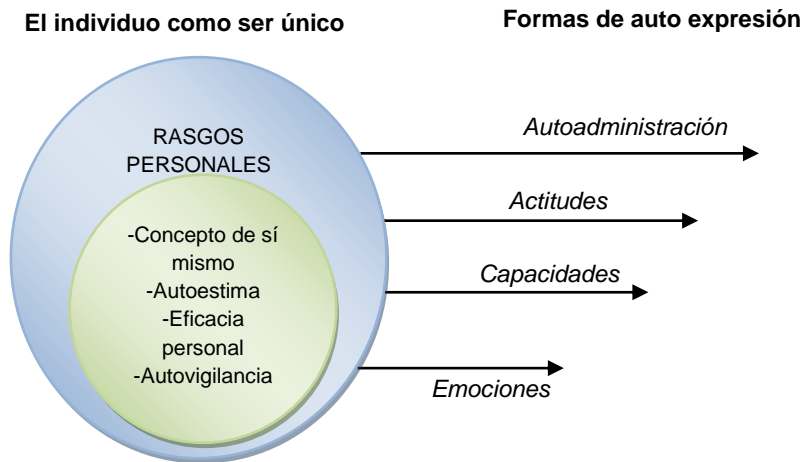 El individuo como ser único
Formas de auto expresión
RASGOS
PERSONALES
-Concepto de sí
mismo
-Autoestima
-Eficacia
personal
-Autovigilancia
Autoadministración
Actitudes
Capacidades
Emociones